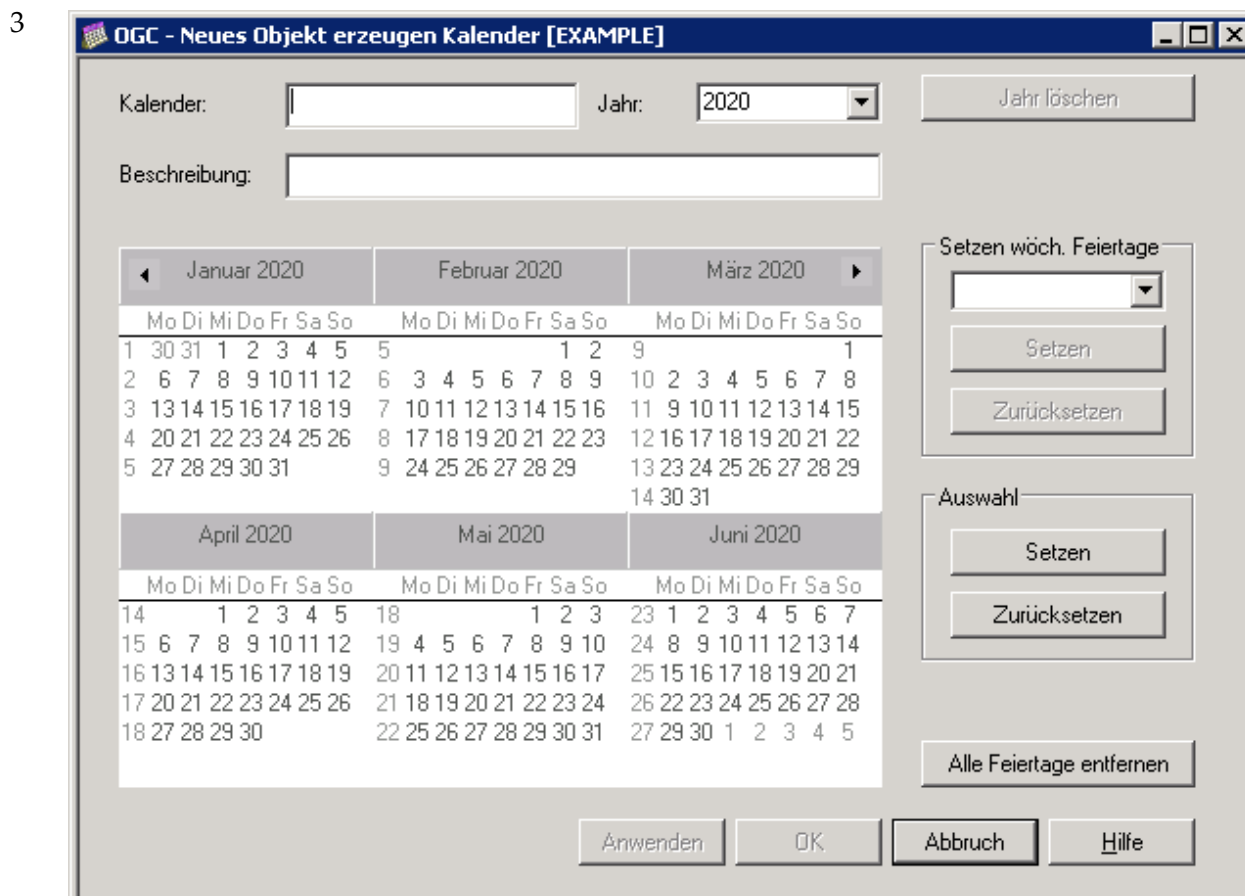 3
OGC - Neues Objekt erzeugen Kalender [EXAMPLE]
Kalender: Jahr: 2020 Jahr löschen
Beschreibung:
Setzen wöch. Feiertage
Januar 2020 Februar 2020 März 2020
Mo Di Mi Do Fr Sa So Mo Di Mi Do Fr Sa So Mo Di Mi Do Fr Sa So
1 30 31 1 2 3 4 5 5 1 2 9 1
Setzen
2 6 7 8 9 10 11 12 6 3 4 5 6 7 8 9 10 2 3 4 5 6 7 8
3 13 14 15 16 17 18 19 7 10 11 12 13 14 15 16 11 9 10 11 12 13 14 15
Zurücksetzen
4 20 21 22 23 24 25 26 8 17 18 19 20 21 22 23 12 16 17 18 19 20 21 22
5 27 28 29 30 31 9 24 25 26 27 28 29 13 23 24 25 26 27 28 29
14 30 31
Auswahl
April 2020 Mai 2020 Juni 2020
Setzen
Mo Di Mi Do Fr Sa So Mo Di Mi Do Fr Sa So Mo Di Mi Do Fr Sa So
14 1 2 3 4 5 18 1 2 3 23 1 2 3 4 5 6 7
Zurücksetzen
15 6 7 8 9 10 11 12 19 4 5 6 7 8 9 10 24 8 9 10 11 12 13 14
16 13 14 15 16 17 18 19 20 11 12 13 14 15 16 17 25 15 16 17 18 19 20 21
17 20 21 22 23 24 25 26 21 18 19 20 21 22 23 24 26 22 23 24 25 26 27 28
18 27 28 29 30 22 25 26 27 28 29 30 31 27 29 30 1 2 3 4 5
Alle Feiertage entfernen
Anwenden OK Abbruch Hilfe